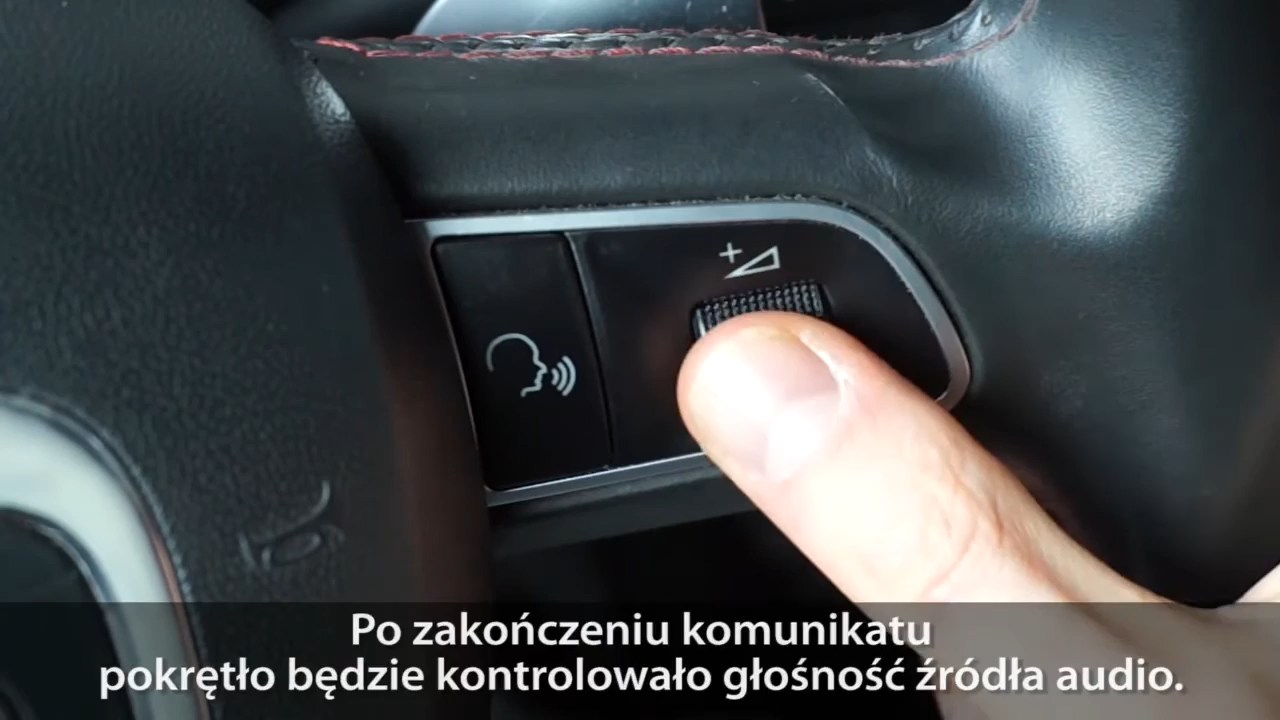 +
Po zakończeniu komunikatu
pokrętło będzie kontrolowało głośność źródła audio.